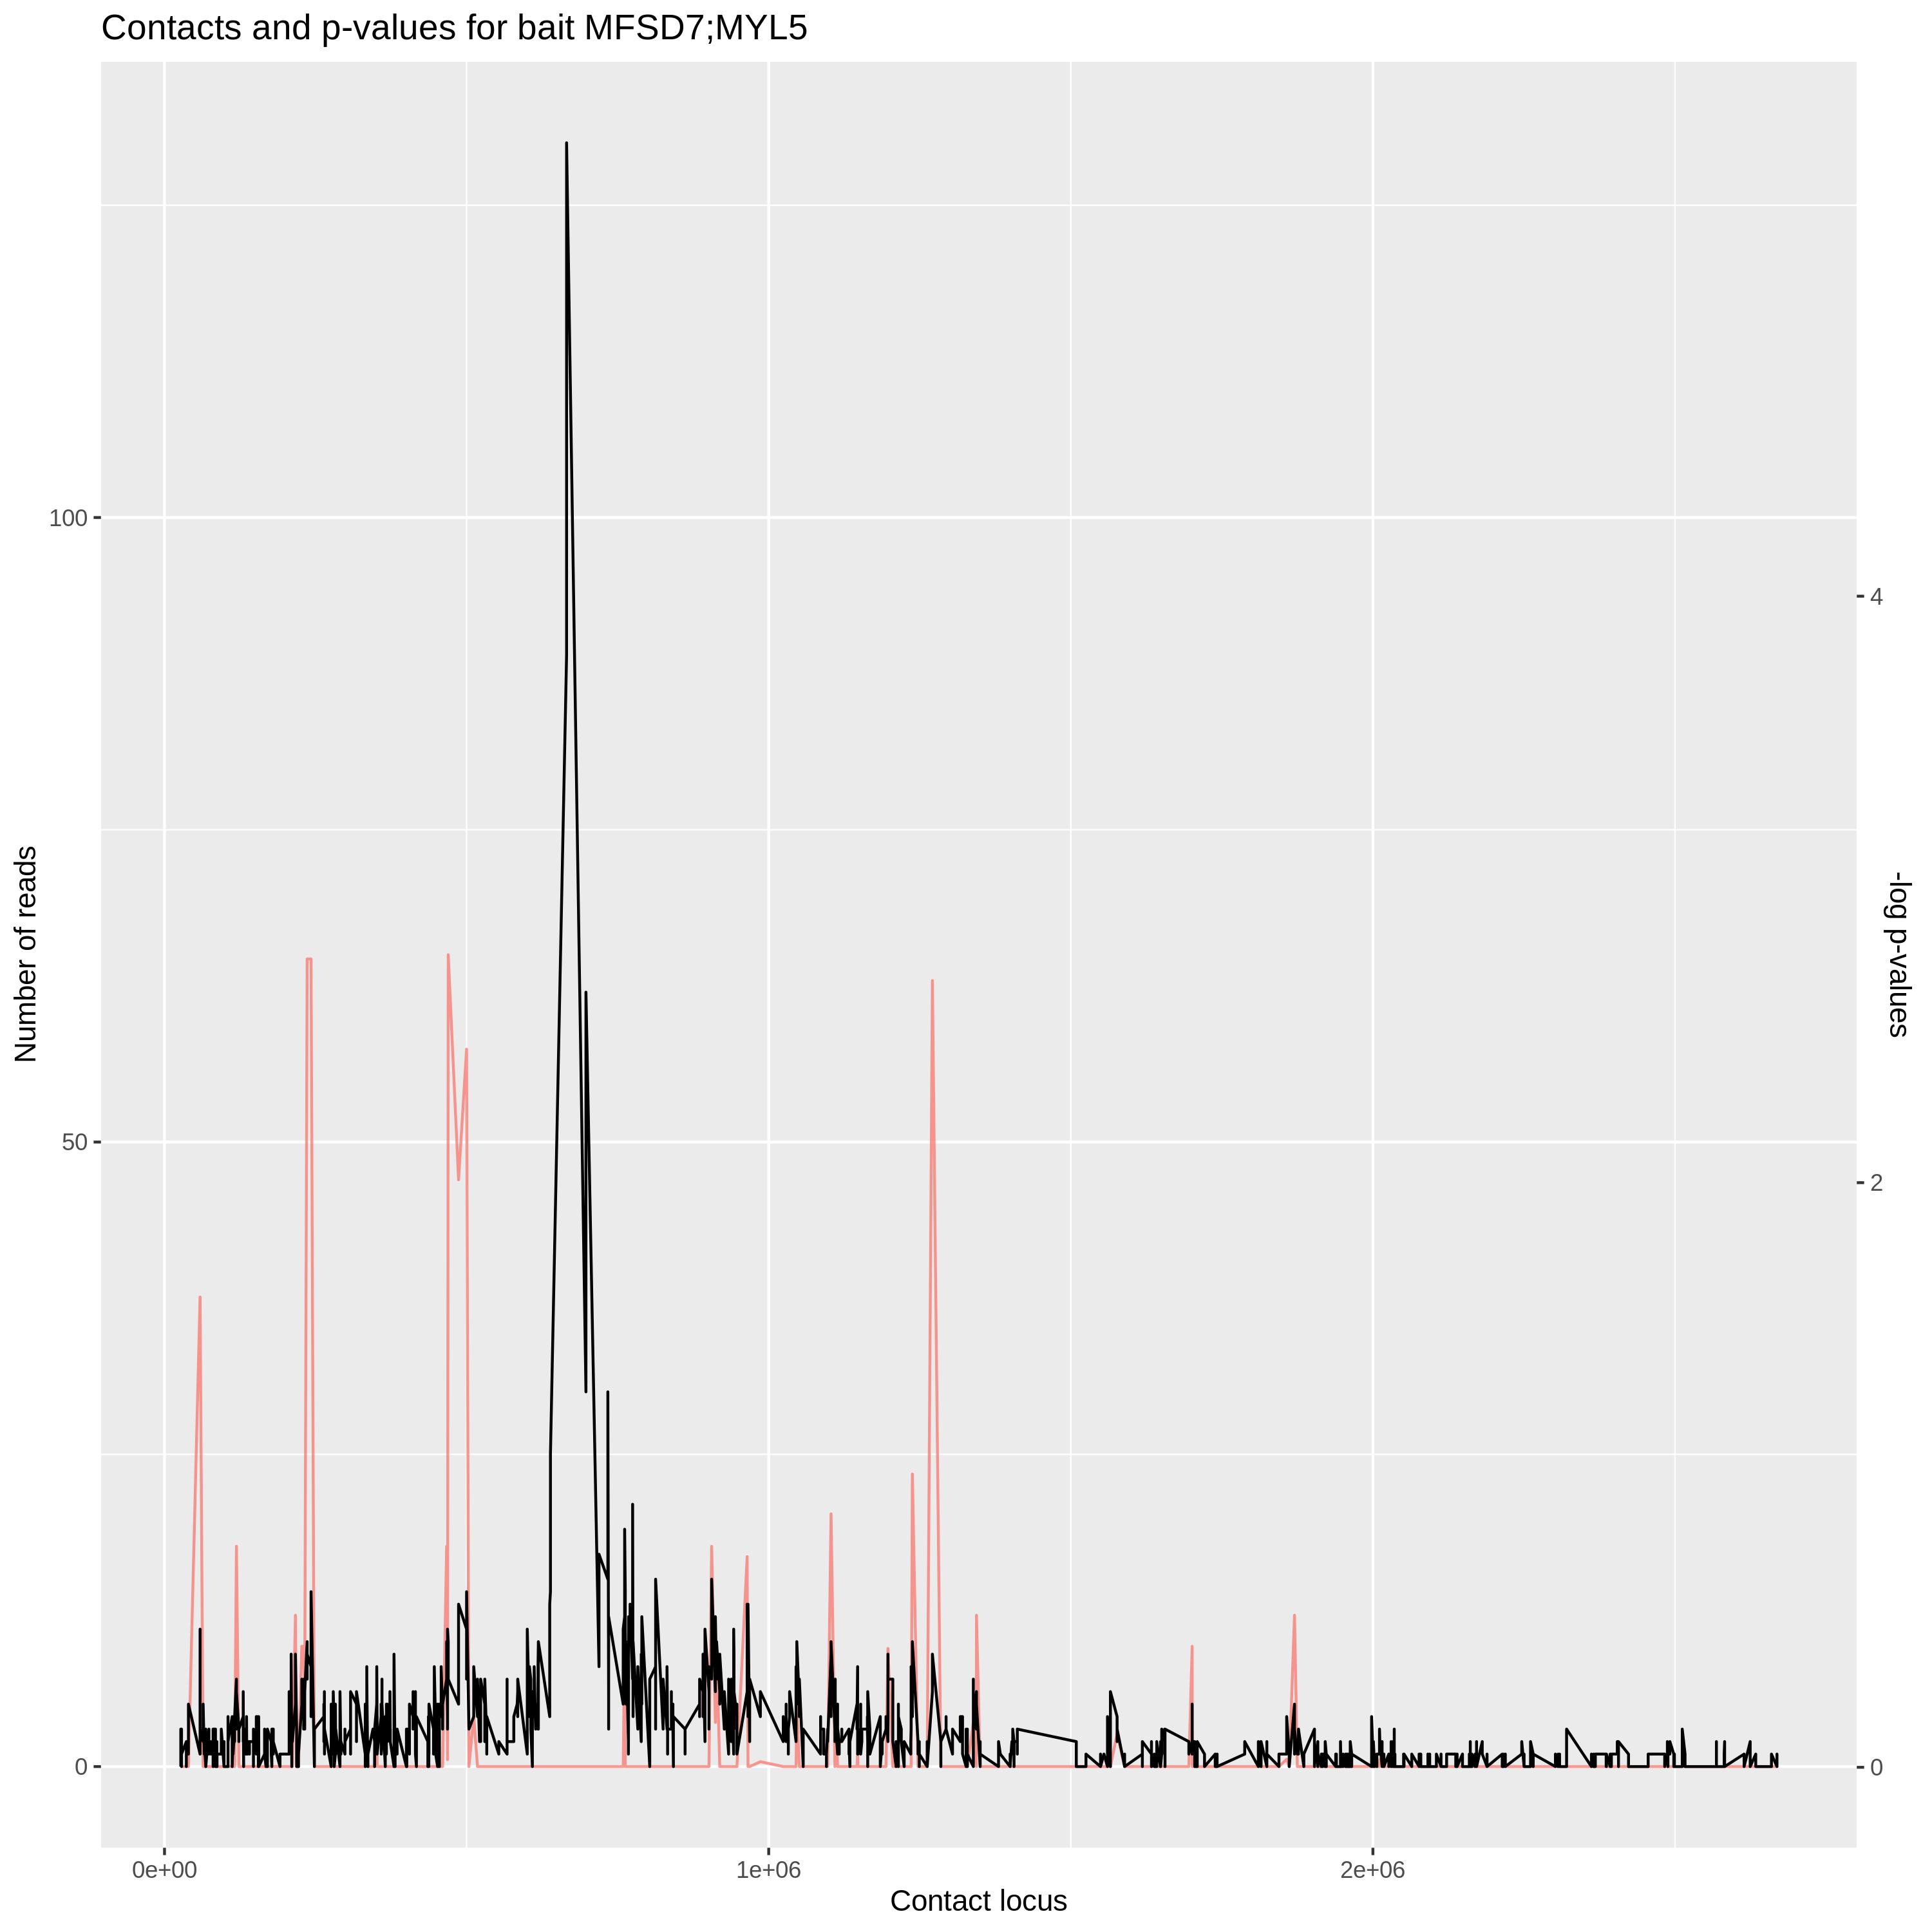 Contacts and p-values for bait MFSD7;MYL5
100
50
0
Number of reads
4
2
0
-log p-values
0e+00
1e+06
2e+06
Contact locus